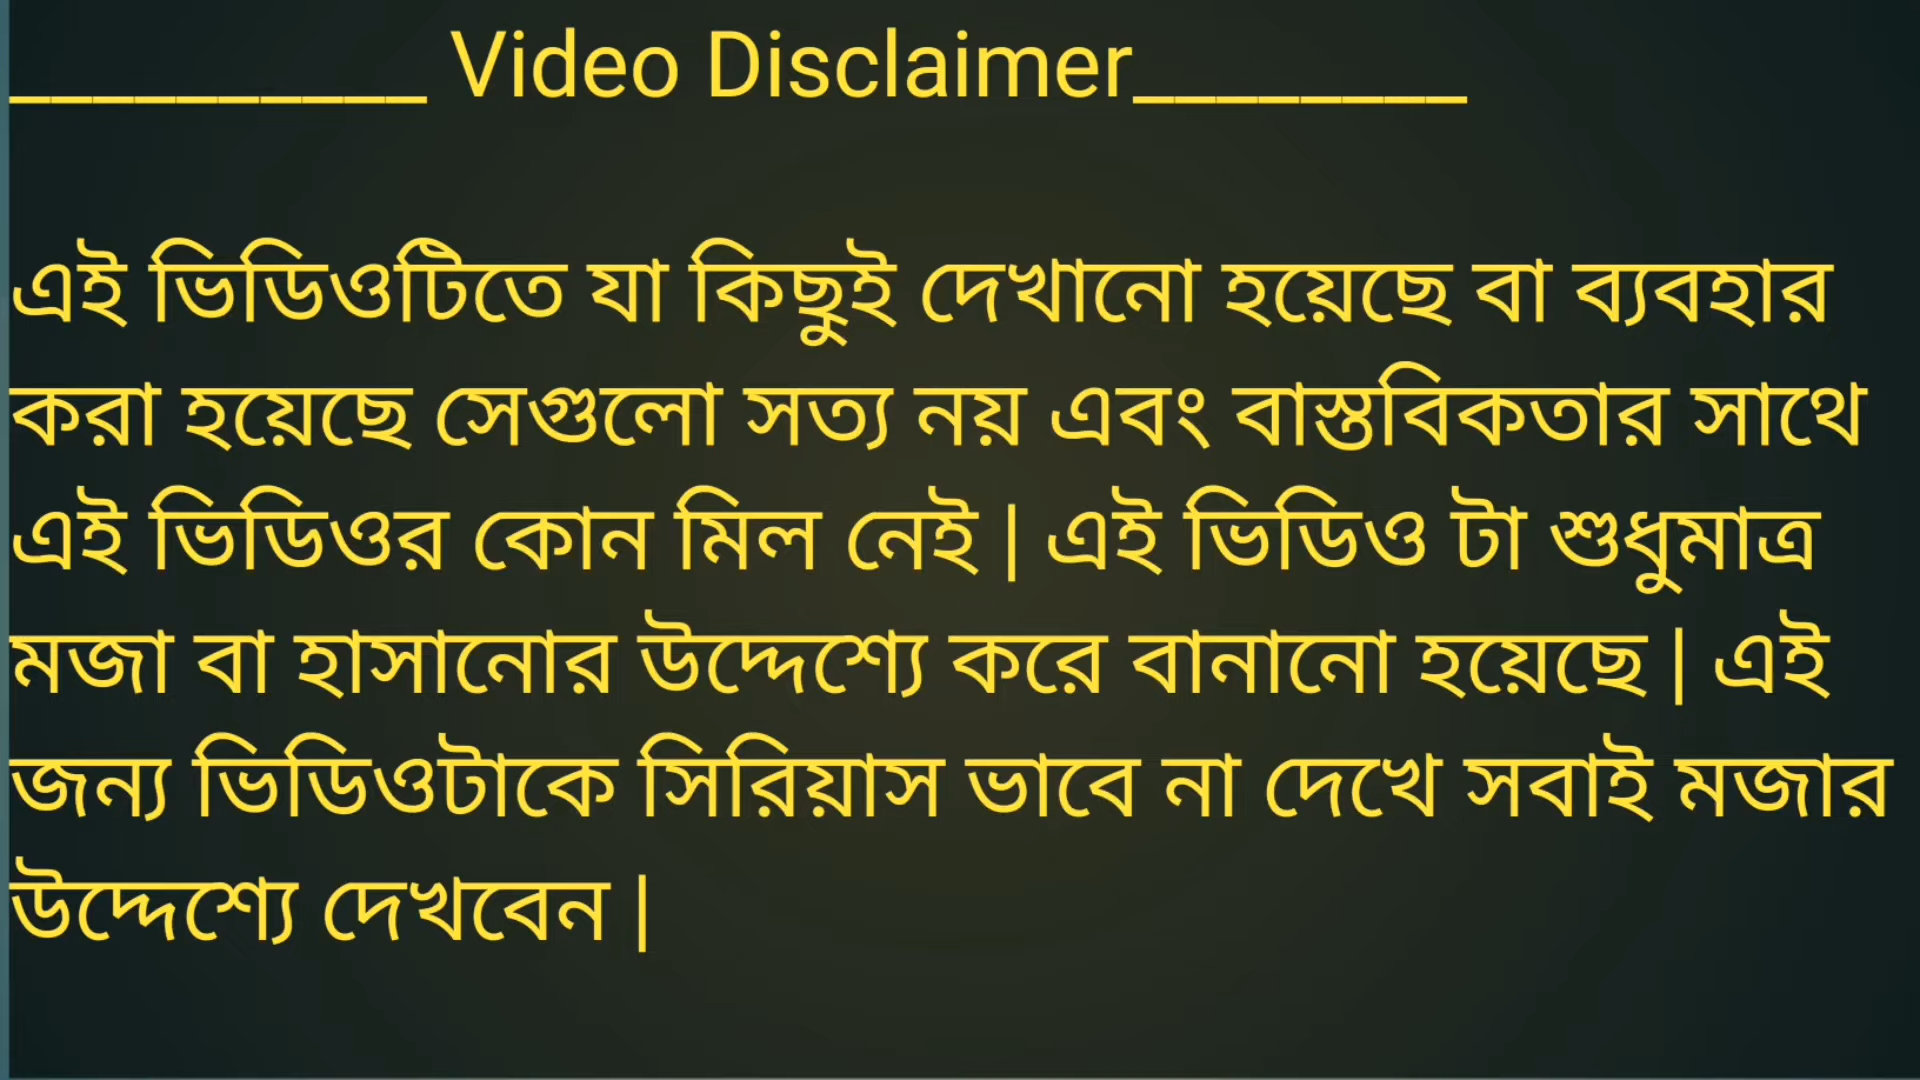 __________ Video Disclaimer________
এই ভিডিওটিতে যা কিছুই দেখানো হয়েছে বা ব্যবহার
করা হয়েছে সেগুলো সত্য নয় এবং বাস্তবিকতার সাথে
এই ভিডিওর কোন মিল নেই | এই ভিডিও টা শুধুমাত্র
মজা বা হাসানোর উদ্দেশ্যে করে বানানো হয়েছে | এই
জন্য ভিডিওটাকে সিরিয়াস ভাবে না দেখে সবাই মজার
উদ্দেশ্যে দেখবেন |